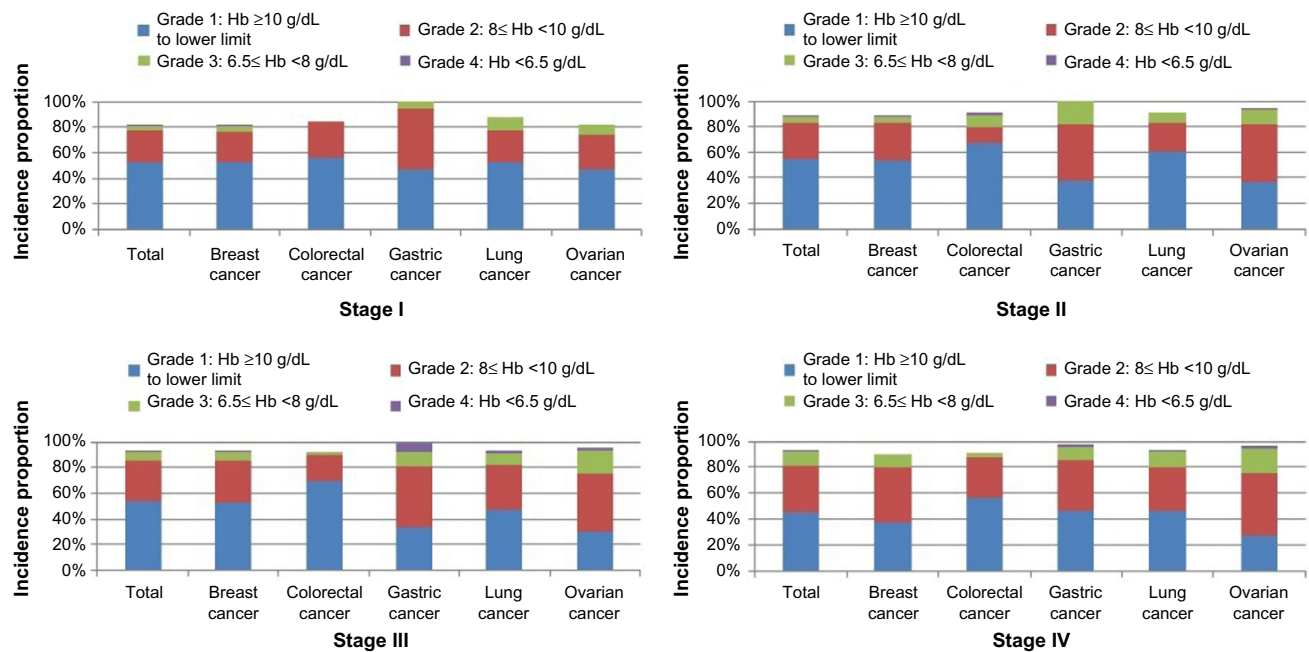 Grade 1: Hb ≥10 g/dL
to lower limit
Grade 2: 8≤ Hb <10 g/dL
Grade 3: 6.5≤ Hb <8 g/dL
Grade 4: Hb <6.5 g/dL
Incidence proportion
100%
80%
60%
40%
20%
0%
Total
Breast
cancer
Colorectal
cancer
Gastric
cancer
Lung
cancer
Ovarian
cancer
Stage I
Grade 1: Hb ≥10 g/dL
to lower limit
Grade 2: 8≤ Hb <10 g/dL
Grade 3: 6.5≤ Hb <8 g/dL
Grade 4: Hb <6.5 g/dL
Incidence proportion
100%
80%
60%
40%
20%
0%
Total
Breast
cancer
Colorectal
cancer
Gastric
cancer
Lung
cancer
Ovarian
cancer
Stage II
Grade 1: Hb ≥10 g/dL
to lower limit
Grade 2: 8≤ Hb <10 g/dL
Grade 3: 6.5≤ Hb <8 g/dL
Grade 4: Hb <6.5 g/dL
Incidence proportion
100%
80%
60%
40%
20%
0%
Total
Breast
cancer
Colorectal
cancer
Gastric
cancer
Lung
cancer
Ovarian
cancer
Stage III
Grade 1: Hb ≥10 g/dL
to lower limit
Grade 2: 8≤ Hb <10 g/dL
Grade 3: 6.5≤ Hb <8 g/dL
Grade 4: Hb <6.5 g/dL
Incidence proportion
100%
80%
60%
40%
20%
0%
Total
Breast
cancer
Colorectal
cancer
Gastric
cancer
Lung
cancer
Ovarian
cancer
Stage IV